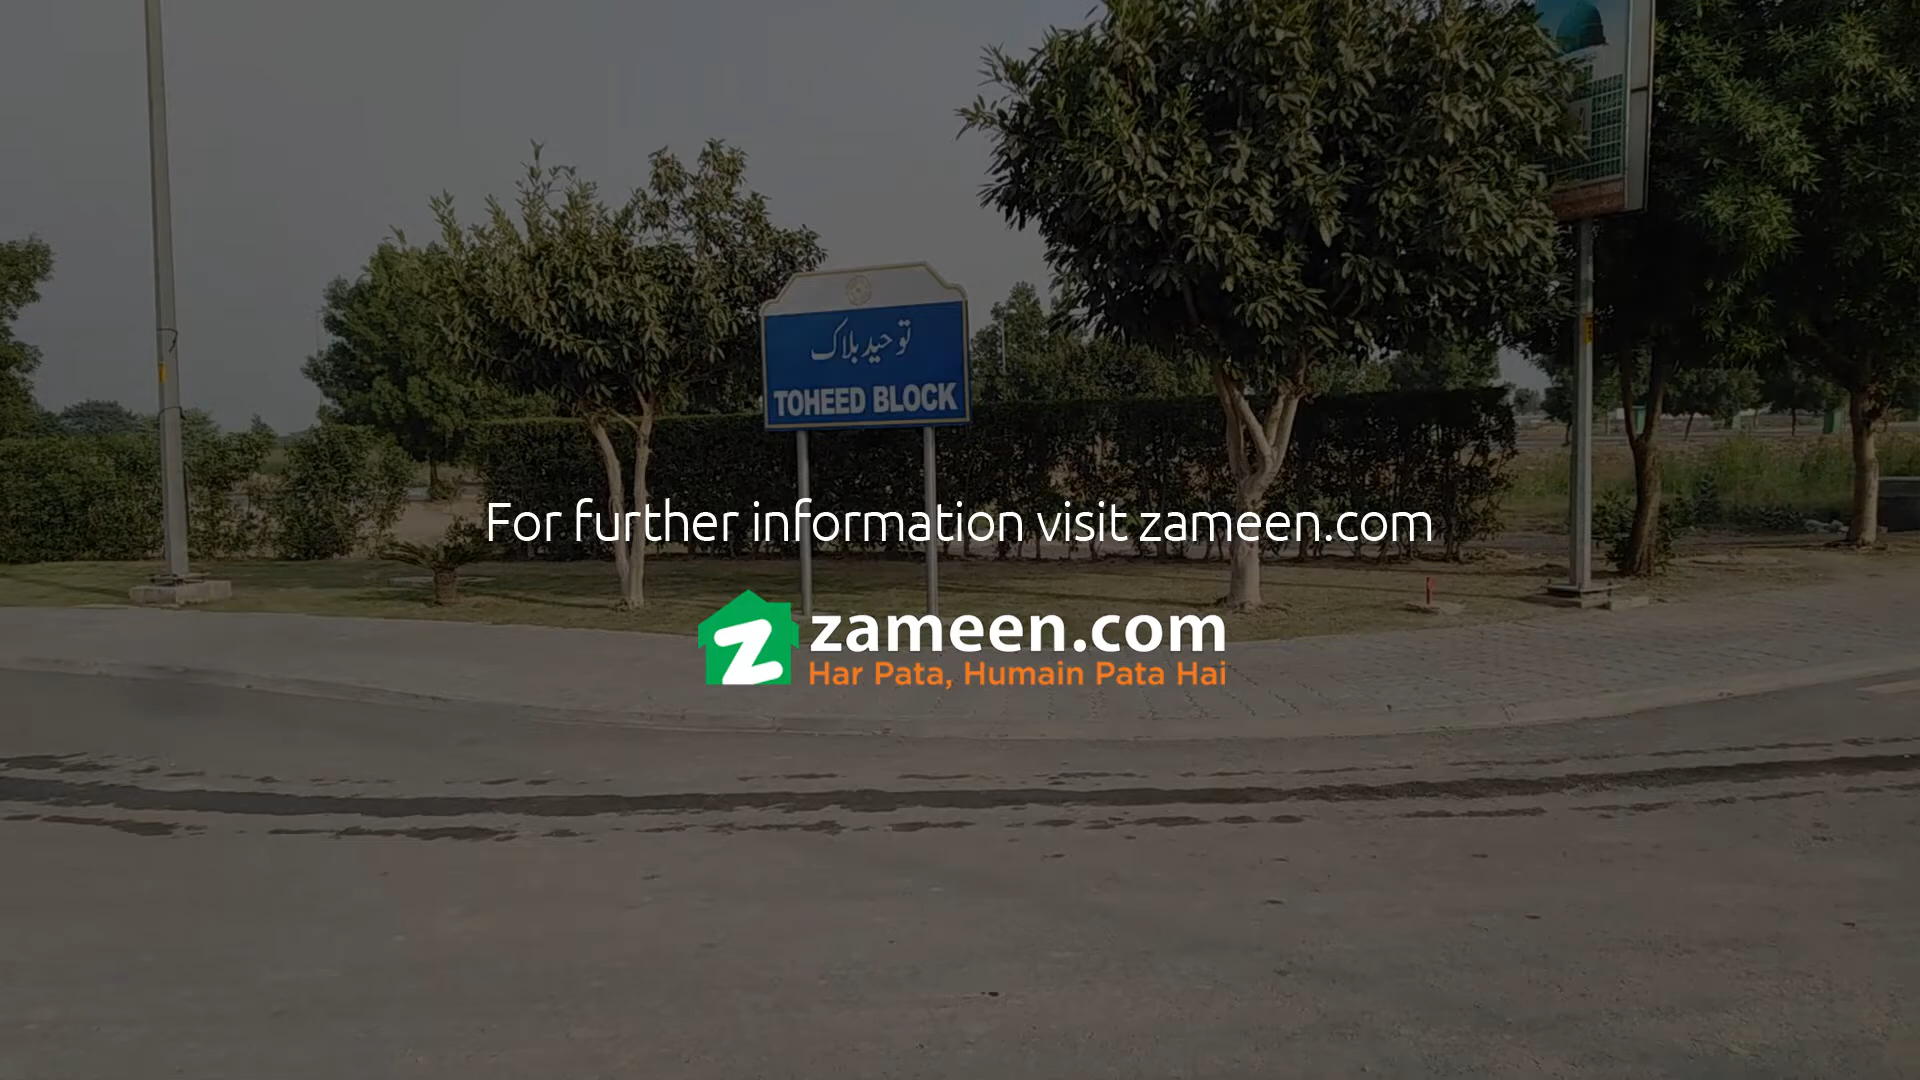 توحید بلاک
TOHEED BLOCK
For further information visit zameen.com
zameen.com
Har Pata, Humain Pata Hai